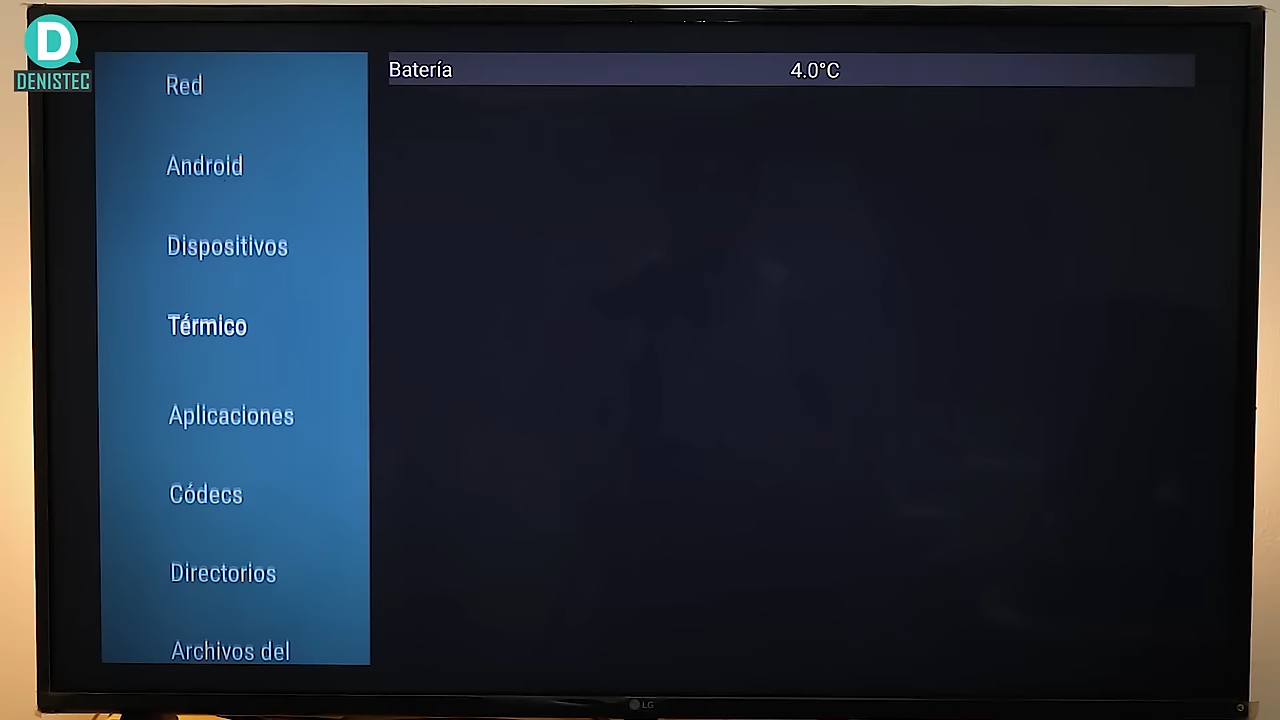 D
DENISTEC
Red
Android
Dispositivos
Térmico
Aplicaciones
Códecs
Directorios
Archivos del
Batería 4.0°C
LG